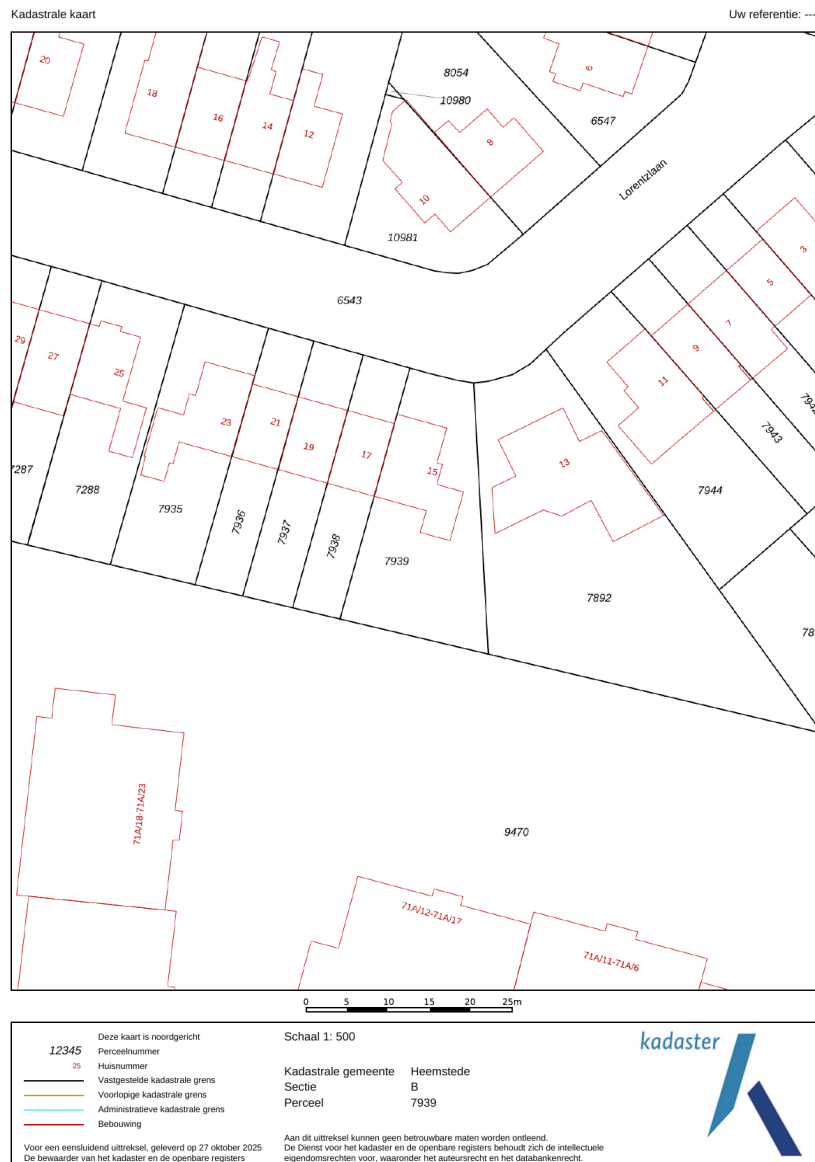 Kadastrale kaart
Uw referentie: ---
20
18
16
14
12
8054
10980
6
6547
8
10
10981
Lorentzlaan
6543
3
5
7
9
11
29
27
25
23
21
19
17
15
13
7943
7944
7288
7935
7936
7937
7938
7939
7892
71A/18-71A/23
9470
71A/12-71A/17
71A/11-71A/6
0 5 10 15 20 25m
Deze kaart is noordgericht
12345 Perceelnummer
25 Huisnummer
Vastgestelde kadastrale grens
Voorlopige kadastrale grens
Administratieve kadastrale grens
Bebouwing
Voor een eensluidend uittreksel, geleverd op 27 oktober 2025
De bewaarder van het kadaster en de openbare registers
Schaal 1: 500
Kadastrale gemeente Heemstede
Sectie B
Perceel 7939
Aan dit uittreksel kunnen geen betrouwbare maten worden ontleend.
De Dienst voor het kadaster en de openbare registers behoudt zich de intellectuele
eigendomsrechten voor, waaronder het auteursrecht en het databankenrecht.
kadaster